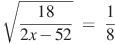 √(18/(2x−52)) = 1/8